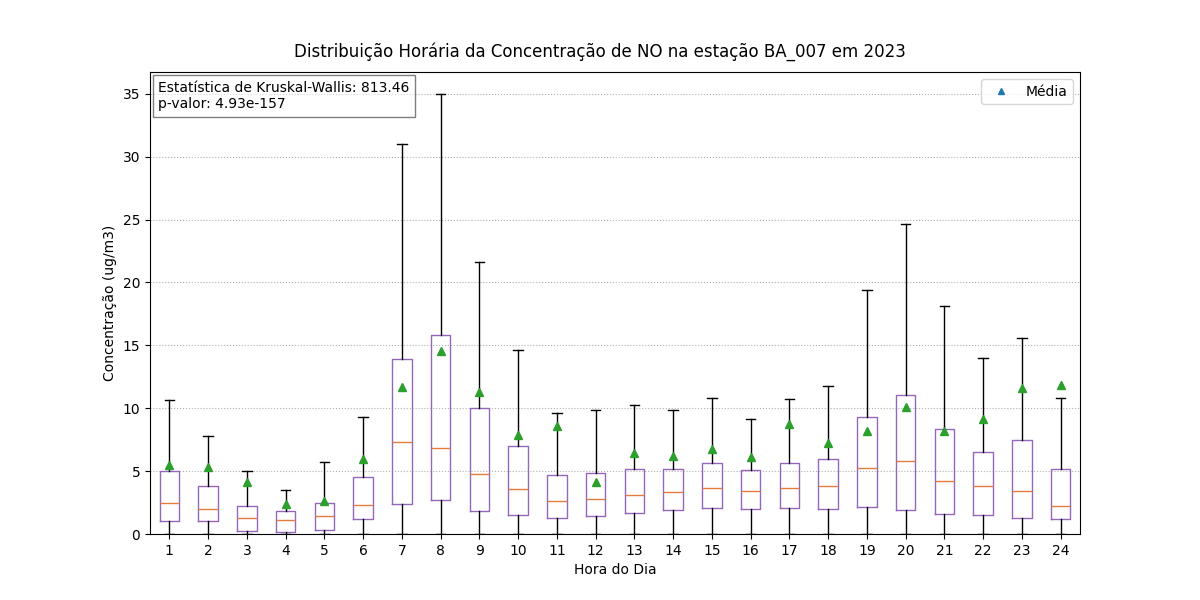 Distribuição Horária da Concentração de NO na estação BA_007 em 2023
Estatística de Kruskal-Wallis: 813.46
p-valor: 4.93e-157
Média
35
30
25
20
15
10
5
0
Concentração (ug/m3)
1 2 3 4 5 6 7 8 9 10 11 12 13 14 15 16 17 18 19 20 21 22 23 24
Hora do Dia